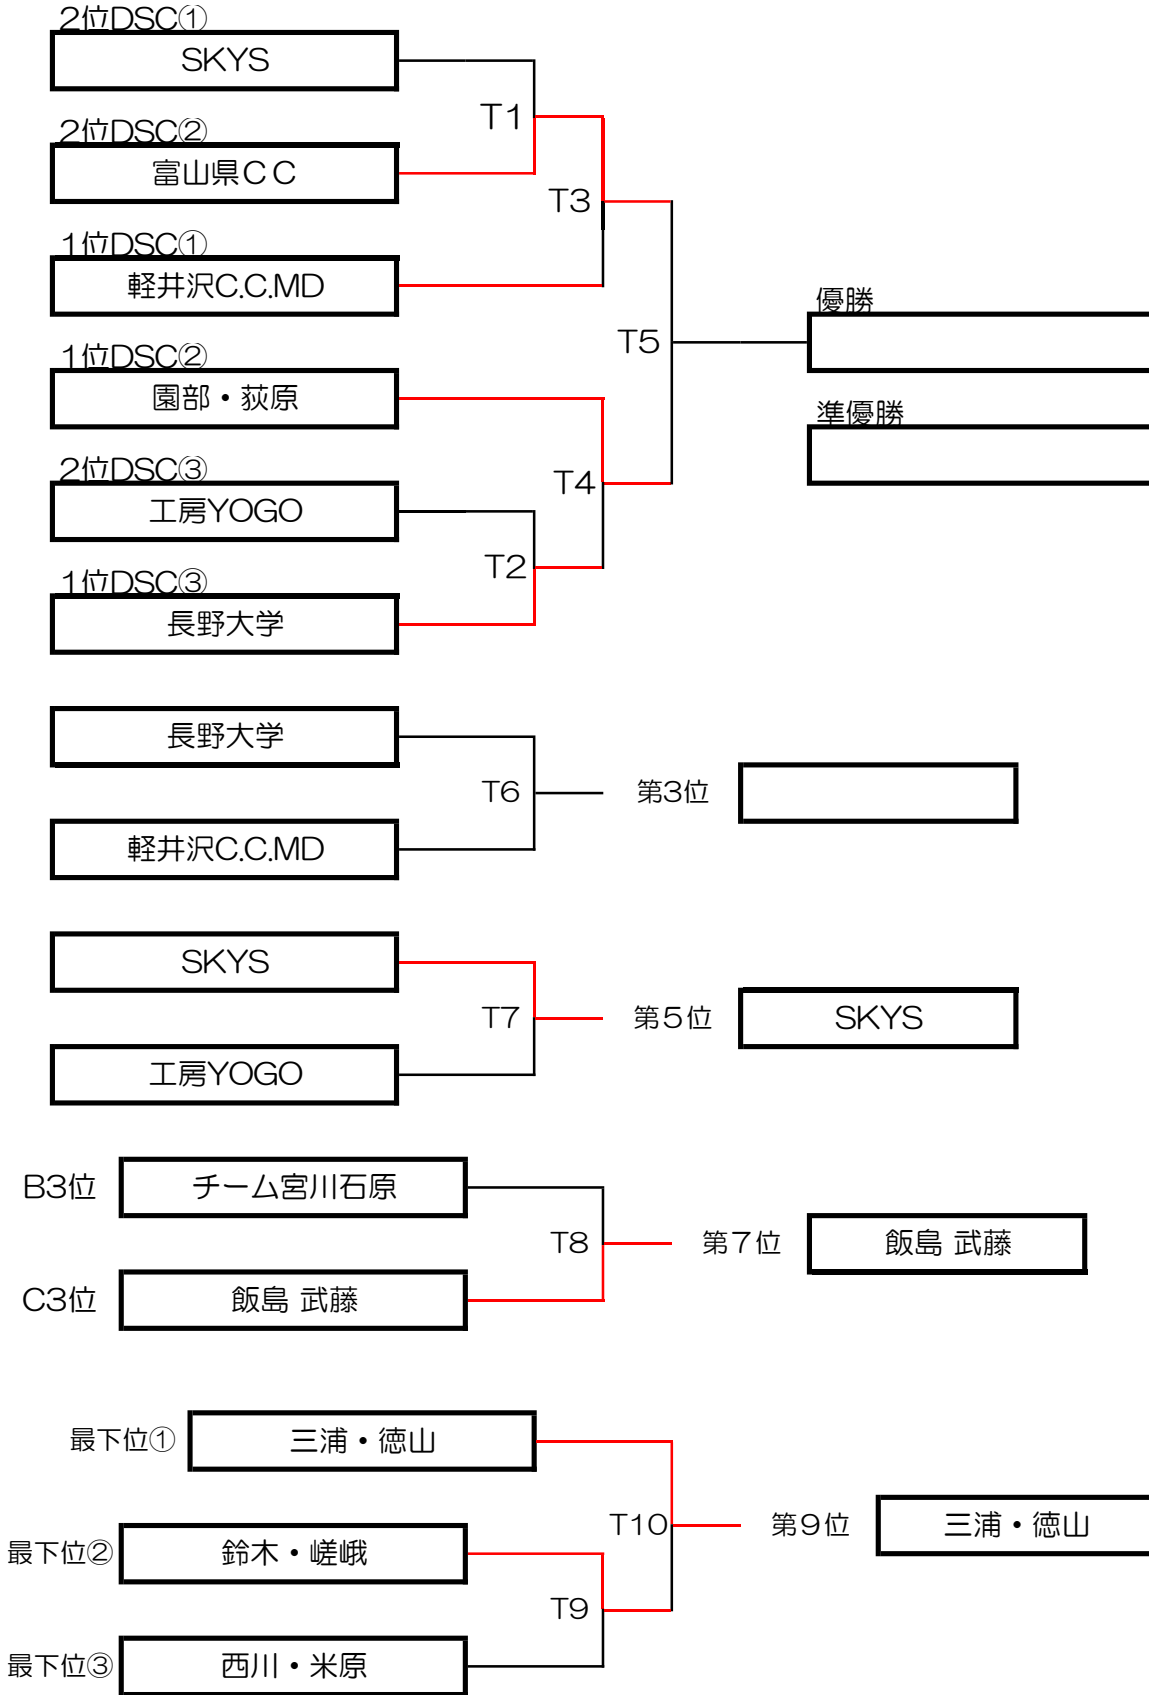 2位DSC①
SKYS
T1
2位DSC②
富山県CC
T3
1位DSC①
軽井沢C.C.MD
優勝
T5
1位DSC②
園部・荻原
準優勝
2位DSC③
T4
工房YOGO
T2
1位DSC③
長野大学
長野大学
T6
第3位
軽井沢C.C.MD
SKYS
T7
第5位
SKYS
工房YOGO
B3位
チーム宮川石原
T8
第7位
飯島 武藤
C3位
飯島 武藤
最下位①
三浦・徳山
T10
第9位
三浦・徳山
最下位②
鈴木・嵯峨
T9
最下位③
西川・米原